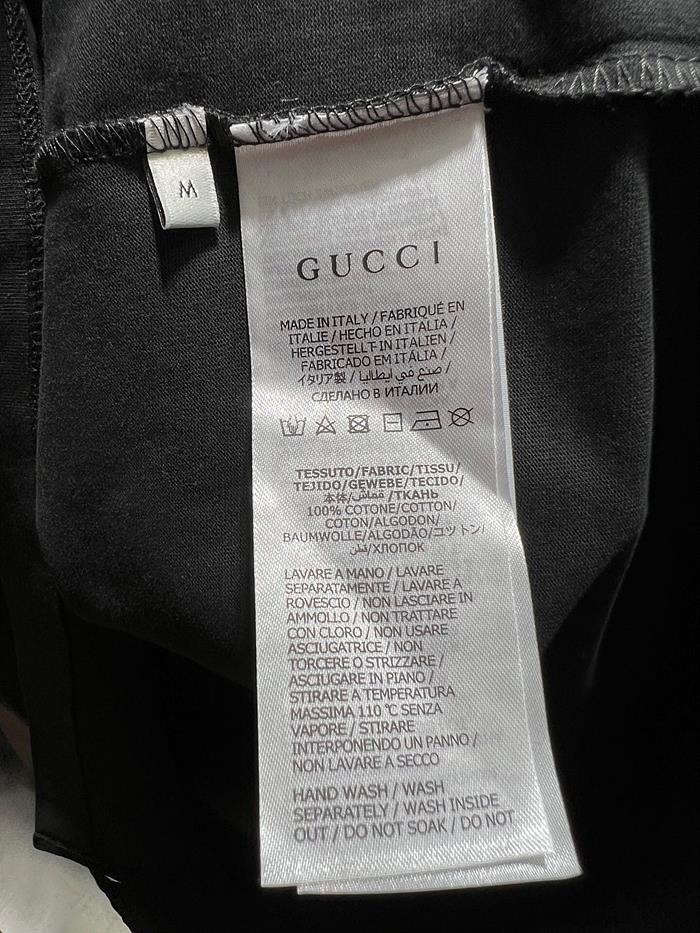 M
GUCCI
MADE IN ITALY / FABRIQUÉ EN
ITALIE / HECHO EN ITALIA /
HERGESTELLT IN ITALIEN /
FABRICADO EM ITÁLIA /
イタリア製 / صنع في إيطاليا /
СДЕЛАНО В ИТАЛИИ
TESSUTO/FABRIC/TISSU/
TEJIDO/GEWEBE/TECIDO/
本体/قماش/ТКАНЬ
100% COTONE/COTTON/
COTON/ALGODON/
BAUMWOLLE/ALGODÃO/コットン/
قطن/ХЛОПОК
LAVARE A MANO / LAVARE
SEPARATAMENTE / LAVARE A
ROVESCIO / NON LASCIARE IN
AMMOLLO / NON TRATTARE
CON CLORO / NON USARE
ASCIUGATRICE / NON
TORCERE O STRIZZARE /
ASCIUGARE IN PIANO /
STIRARE A TEMPERATURA
MASSIMA 110 °C SENZA
VAPORE / STIRARE
INTERPONENDO UN PANNO /
NON LAVARE A SECCO
HAND WASH / WASH
SEPARATELY / WASH INSIDE
OUT / DO NOT SOAK / DO NOT